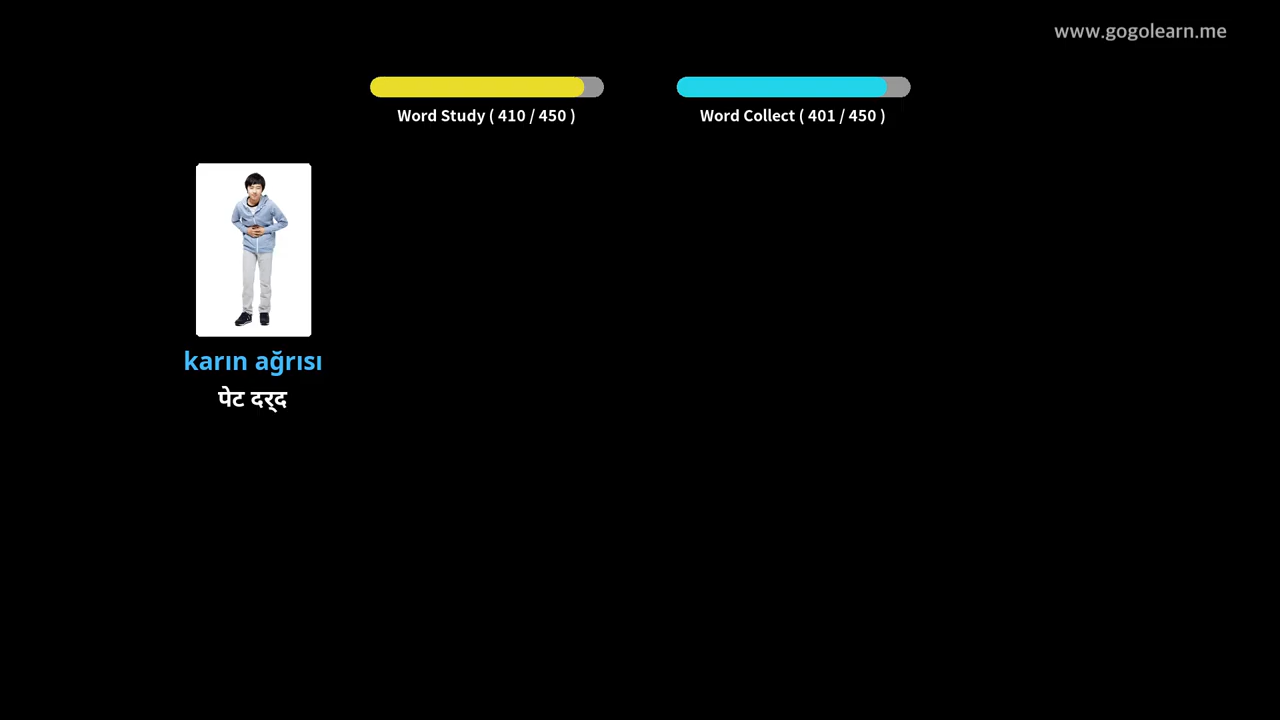 www.gogolearn.me
Word Study ( 410 / 450 )
Word Collect ( 401 / 450 )
karın ağrısı
पेट दर्द